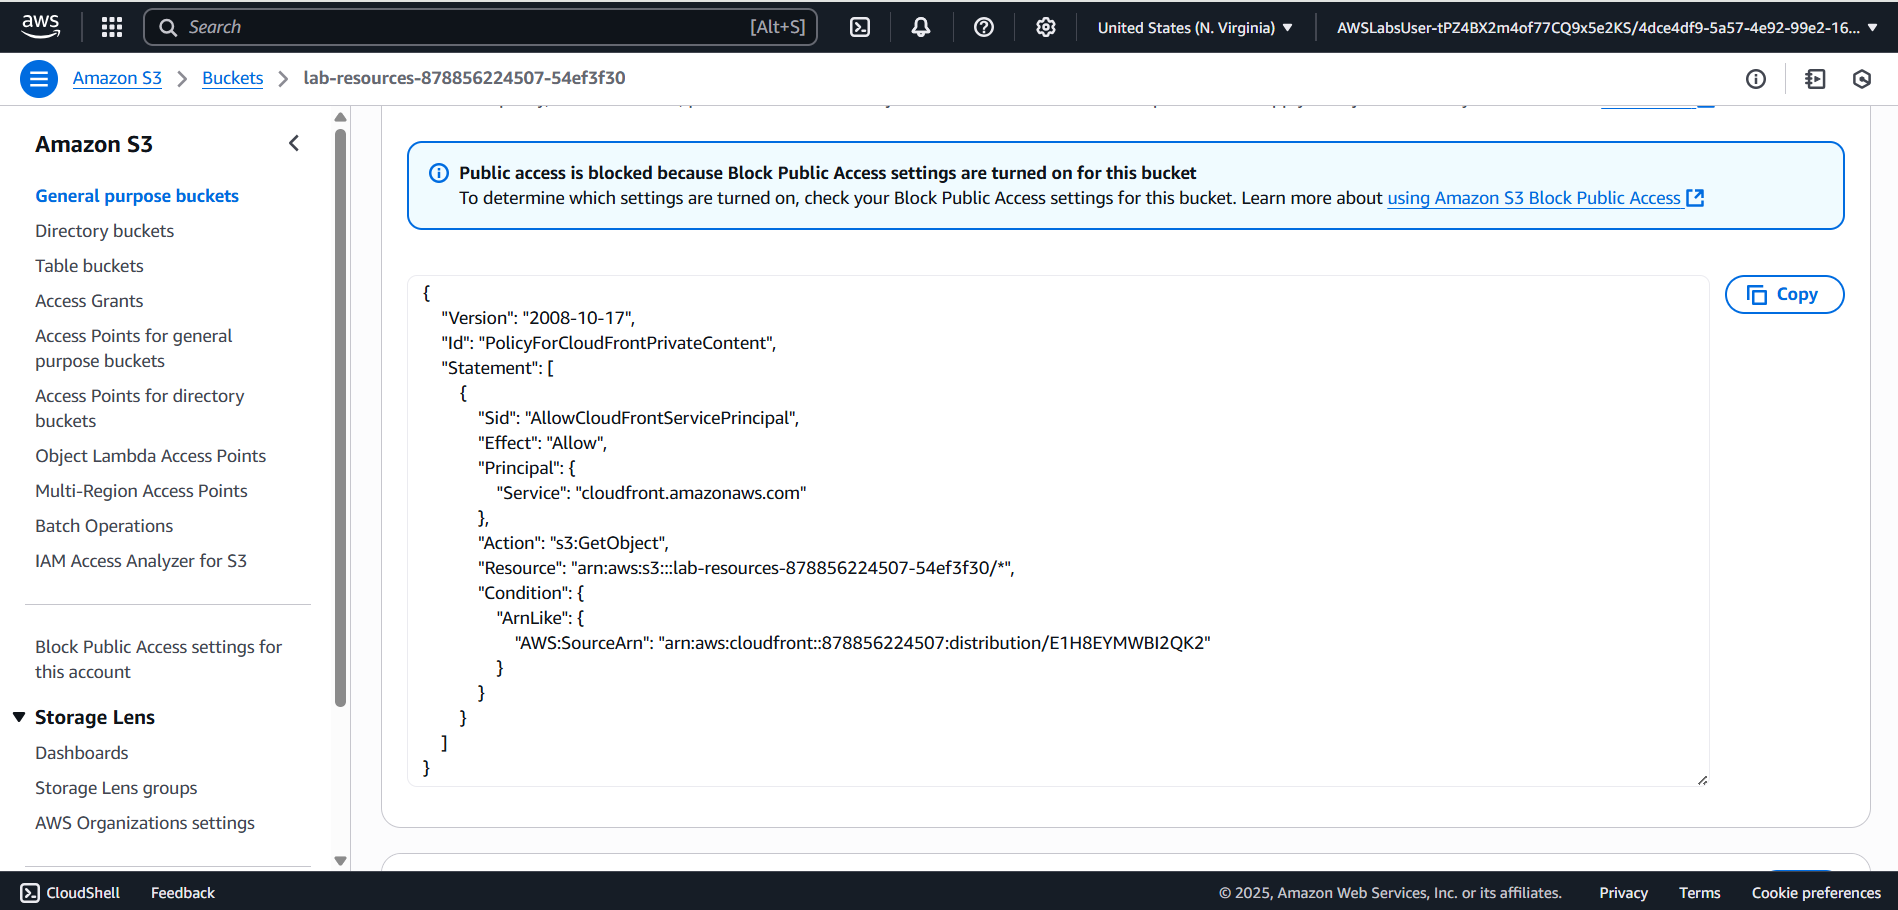 aws
Search
[Alt+S]
United States (N. Virginia)
AWSLabsUser-tPZ4BX2m4of77CQ9x5e2KS/4dce4df9-5a57-4e92-99e2-16...
Amazon S3
Buckets
lab-resources-878856224507-54ef3f30
Amazon S3
General purpose buckets
Directory buckets
Table buckets
Access Grants
Access Points for general
purpose buckets
Access Points for directory
buckets
Object Lambda Access Points
Multi-Region Access Points
Batch Operations
IAM Access Analyzer for S3
Block Public Access settings for
this account
Storage Lens
Dashboards
Storage Lens groups
AWS Organizations settings
Public access is blocked because Block Public Access settings are turned on for this bucket
To determine which settings are turned on, check your Block Public Access settings for this bucket. Learn more about using Amazon S3 Block Public Access
Copy
{
"Version": "2008-10-17",
"Id": "PolicyForCloudFrontPrivateContent",
"Statement": [
{
"Sid": "AllowCloudFrontServicePrincipal",
"Effect": "Allow",
"Principal": {
"Service": "cloudfront.amazonaws.com"
},
"Action": "s3:GetObject",
"Resource": "arn:aws:s3:::lab-resources-878856224507-54ef3f30/*",
"Condition": {
"ArnLike": {
"AWS:SourceArn": "arn:aws:cloudfront::878856224507:distribution/E1H8EYMWBI2QK2"
}
}
}
]
}
CloudShell
Feedback
© 2025, Amazon Web Services, Inc. or its affiliates.
Privacy
Terms
Cookie preferences